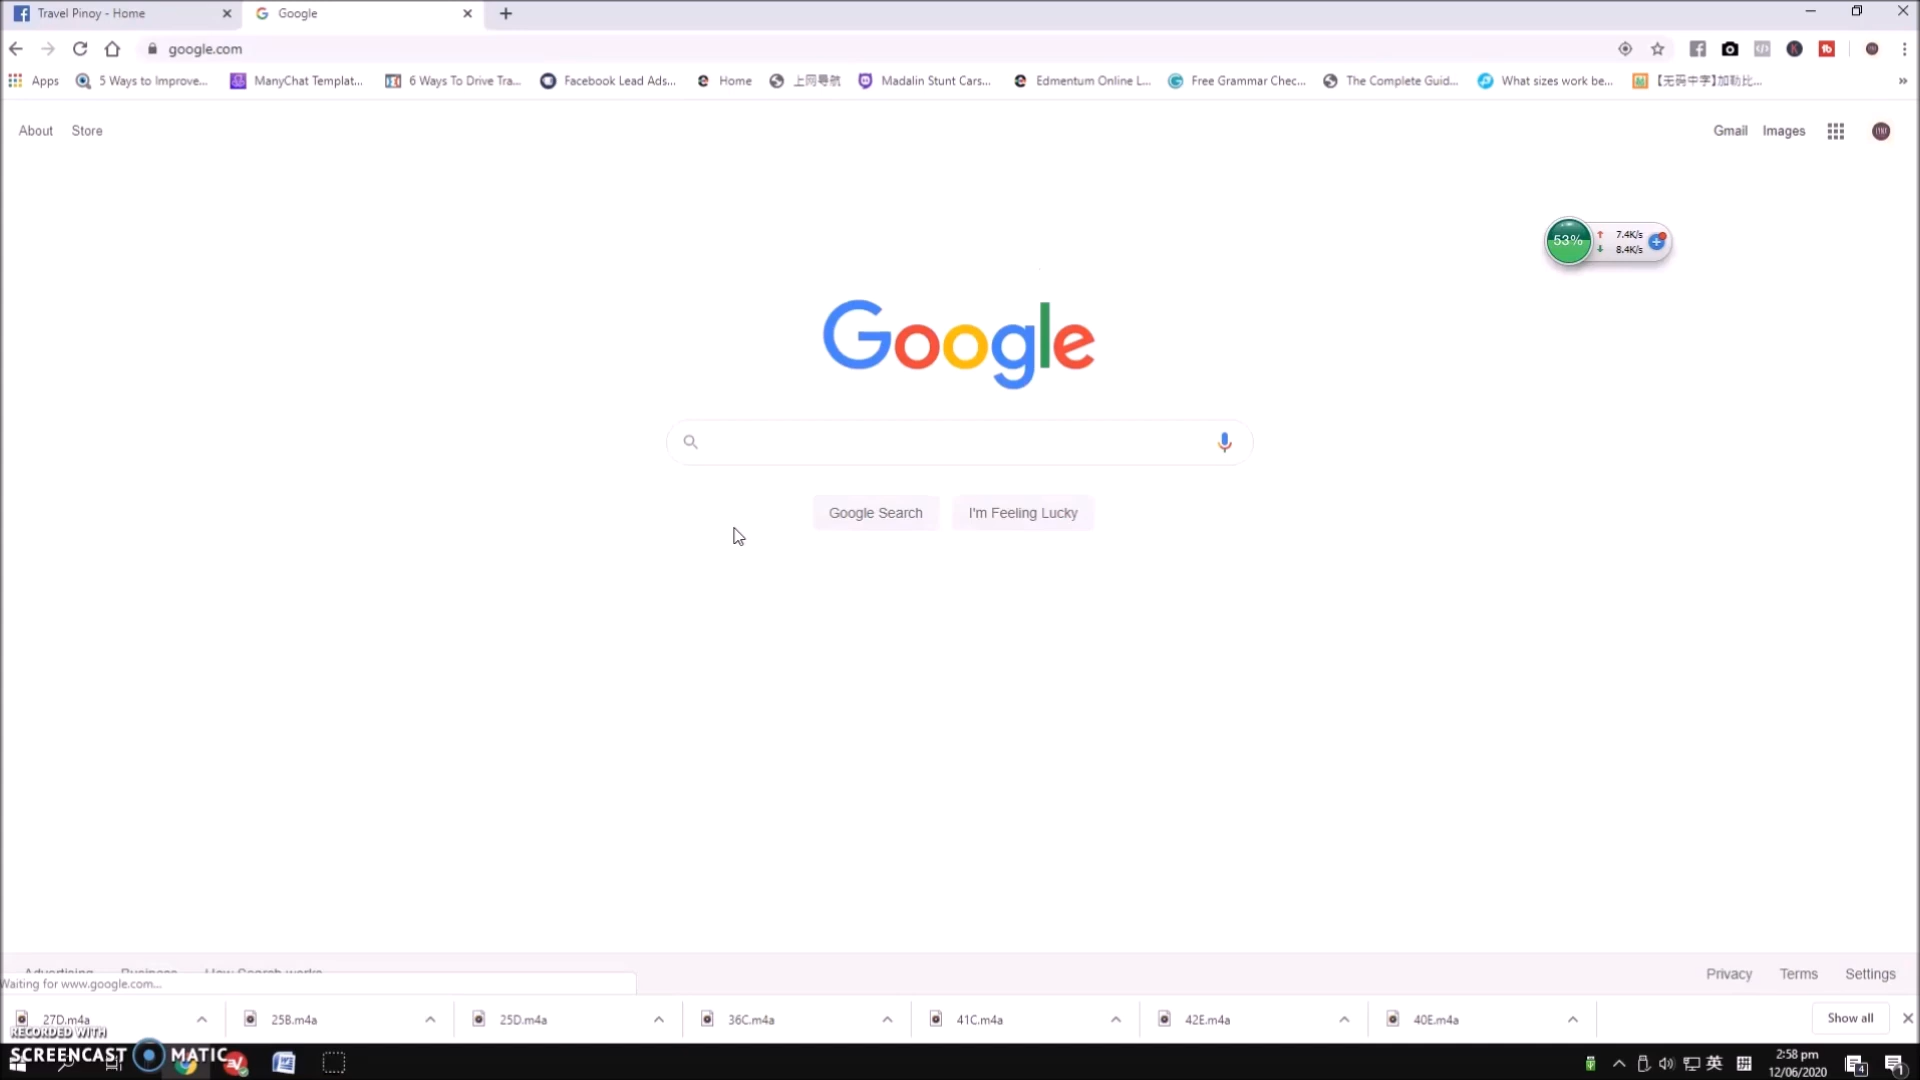 Travel Pinoy - Home
Google
google.com
Apps
5 Ways to Improve...
ManyChat Templat...
6 Ways To Drive Tra...
Facebook Lead Ads...
Home
上网导航
Madalin Stunt Cars...
Edmentum Online L...
Free Grammar Chec...
The Complete Guid...
What sizes work be...
【无码中字】加勒比...
About
Store
Gmail
Images
53%
7.4K/s
8.4K/s
Google
Google Search
I'm Feeling Lucky
Advertising
Business
How Search works
Privacy
Terms
Settings
Waiting for www.google.com...
27D.m4a
25B.m4a
25D.m4a
36C.m4a
41C.m4a
42E.m4a
40E.m4a
Show all
RECORDED WITH
SCREENCAST MATIC
英
2:58 pm
12/06/2020
4
1